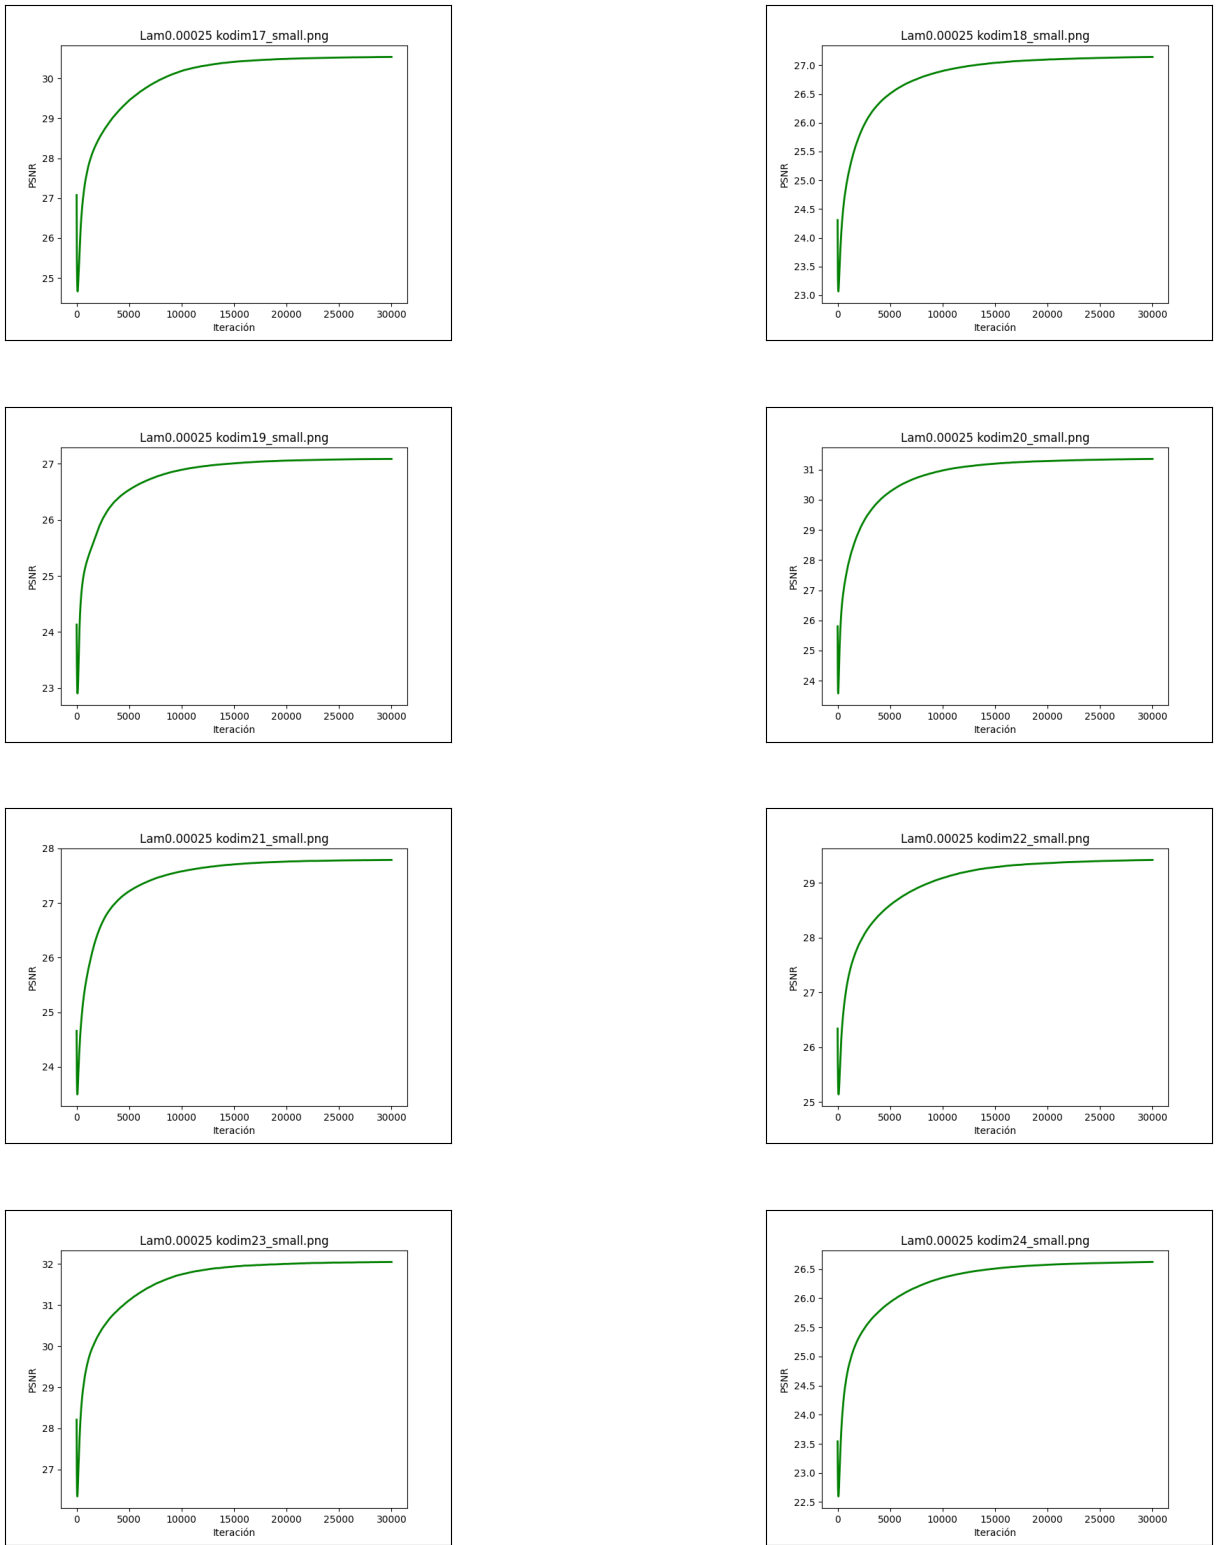 Lam0.00025 kodim17_small.png
30
29
28
27
26
25
PSNR
0 5000 10000 15000 20000 25000 30000
Iteración
Lam0.00025 kodim18_small.png
27.0
26.5
26.0
25.5
25.0
24.5
24.0
23.5
23.0
PSNR
0 5000 10000 15000 20000 25000 30000
Iteración
Lam0.00025 kodim19_small.png
27
26
25
24
23
PSNR
0 5000 10000 15000 20000 25000 30000
Iteración
Lam0.00025 kodim20_small.png
31
30
29
28
27
26
25
24
PSNR
0 5000 10000 15000 20000 25000 30000
Iteración
Lam0.00025 kodim21_small.png
28
27
26
25
24
PSNR
0 5000 10000 15000 20000 25000 30000
Iteración
Lam0.00025 kodim22_small.png
29
28
27
26
25
PSNR
0 5000 10000 15000 20000 25000 30000
Iteración
Lam0.00025 kodim23_small.png
32
31
30
29
28
27
PSNR
0 5000 10000 15000 20000 25000 30000
Iteración
Lam0.00025 kodim24_small.png
26.5
26.0
25.5
25.0
24.5
24.0
23.5
23.0
22.5
PSNR
0 5000 10000 15000 20000 25000 30000
Iteración